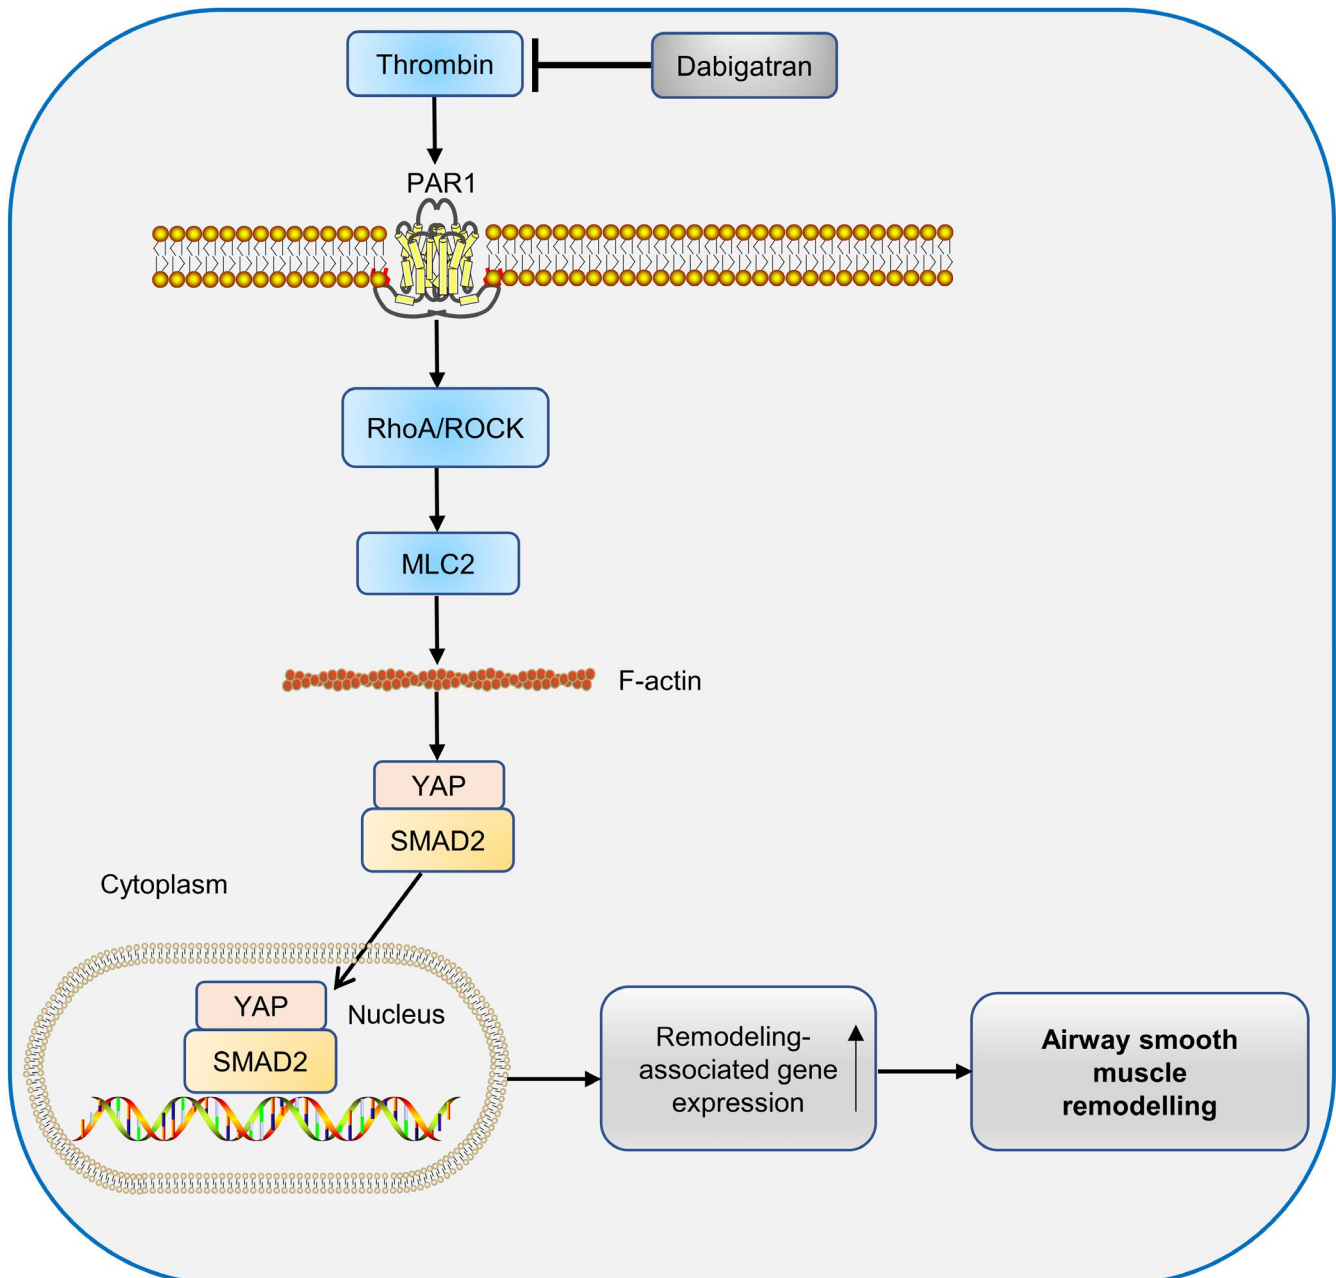 Thrombin
Dabigatran
PAR1
RhoA/ROCK
MLC2
F-actin
YAP
SMAD2
Cytoplasm
YAP
Nucleus
SMAD2
Remodeling-
associated gene
expression
Airway smooth
muscle
remodelling